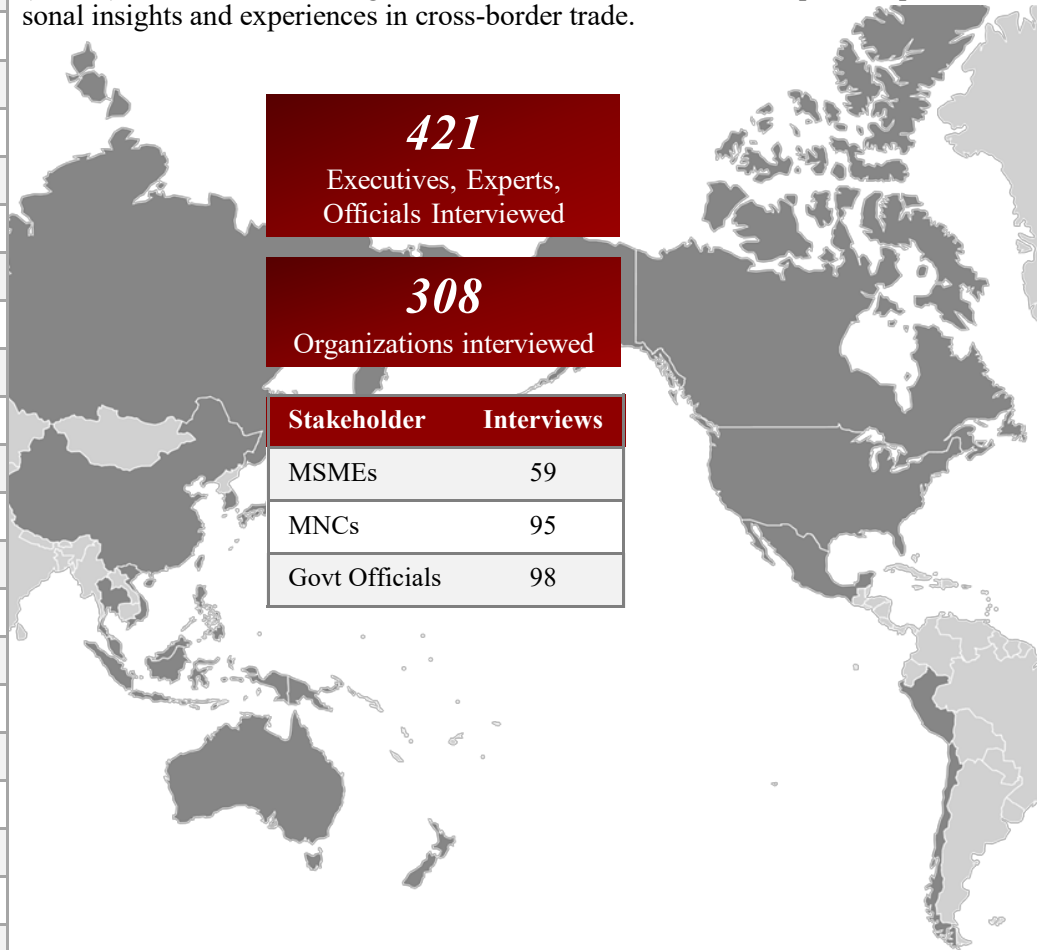 sonal insights and experiences in cross-border trade.
421
Executives, Experts,
Officials Interviewed
308
Organizations interviewed
Stakeholder Interviews
MSMEs 59
MNCs 95
Govt Officials 98